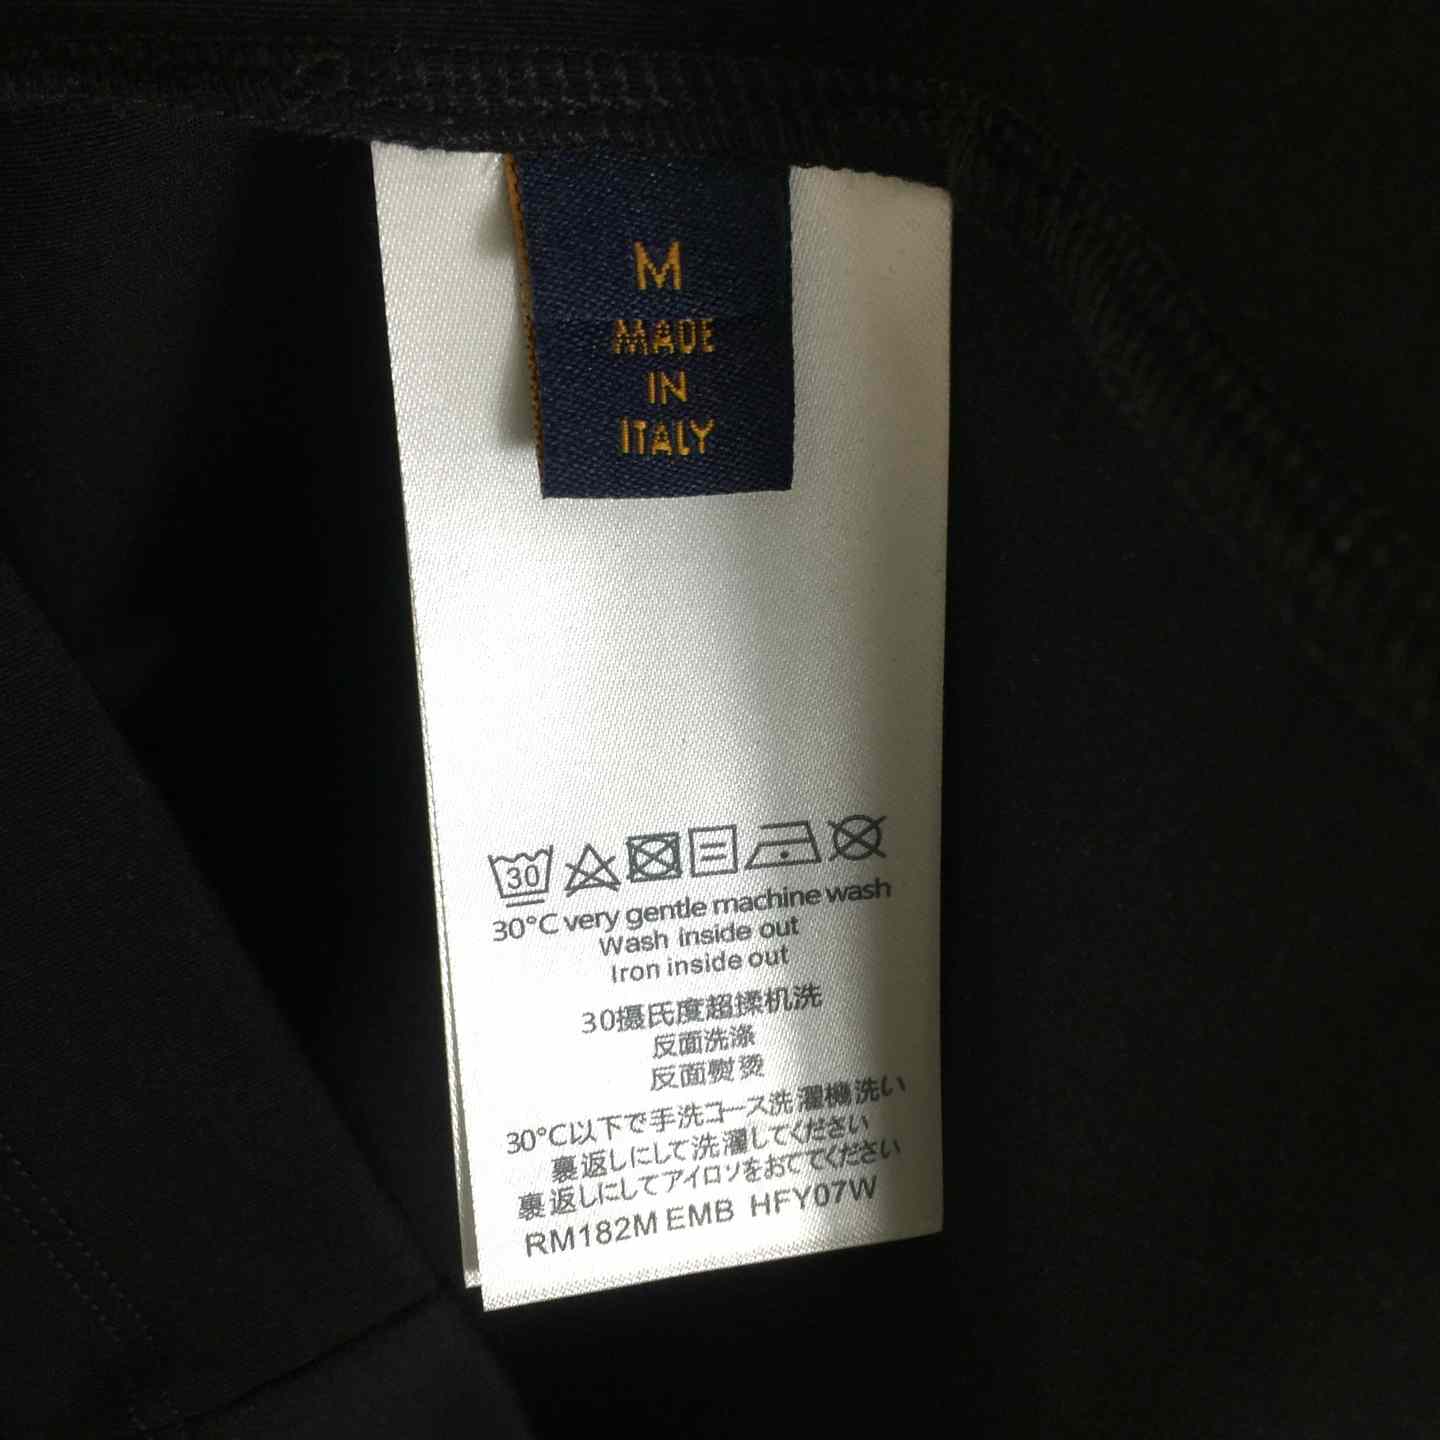 M
MADE
IN
ITALY
30
30°C very gentle machine wash
Wash inside out
Iron inside out
30摄氏度超揉机洗
反面洗涤
反面熨烫
30°C以下で手洗コース洗濯機洗い
裏返しにして洗濯してください
裏返しにしてアイロソをおててください
RM182M EMB HFY07W